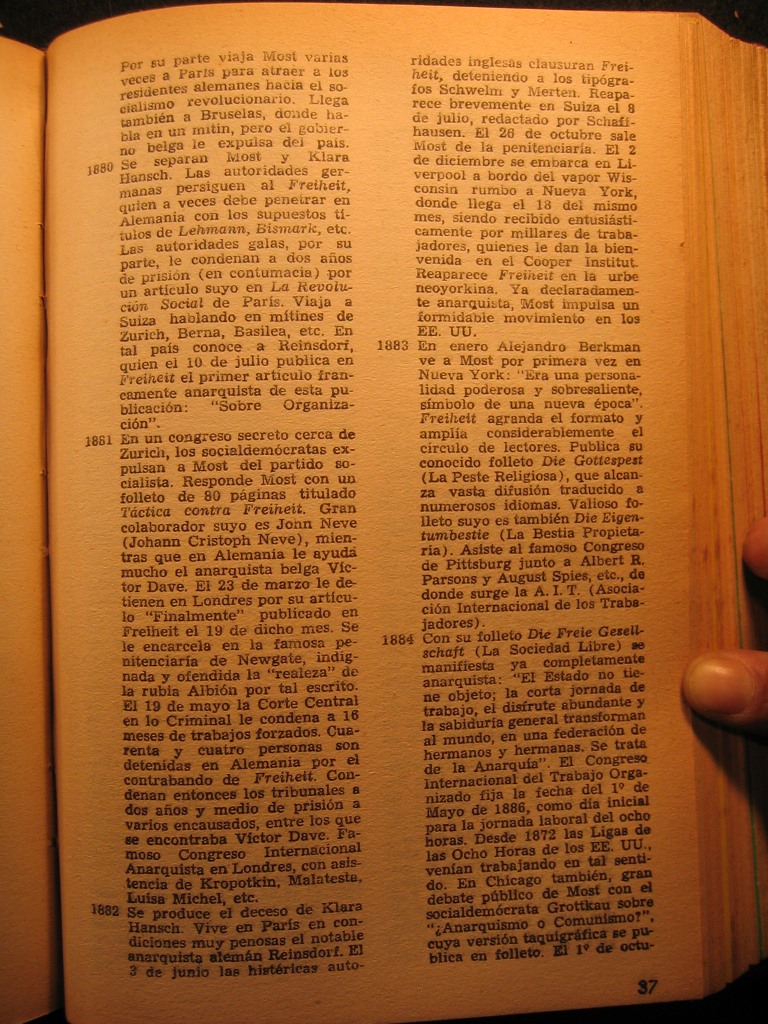 Por su parte viaja Most varias
veces a París para atraer a los
residentes alemanes hacia el so-
cialismo revolucionario. Llega
también a Bruselas, donde ha-
bla en un mitin, pero el gobier-
no belga le expulsa del país.
1880 Se separan Most y Klara
Hansch. Las autoridades ger-
manas persiguen al Freiheit,
quien a veces debe penetrar en
Alemania con los supuestos tí-
tulos de Lehmann, Bismark, etc.
Las autoridades galas, por su
parte, le condenan a dos años
de prisión (en contumacia) por
un artículo suyo en La Revolu-
ción Social de París. Viaja a
Suiza hablando en mítines de
Zurich, Berna, Basilea, etc. En
tal país conoce a Reinsdorf,
quien el 10 de julio publica en
Freiheit el primer artículo fran-
camente anarquista de esta pu-
blicación: "Sobre Organiza-
ción".
1881 En un congreso secreto cerca de
Zurich, los socialdemócratas ex-
pulsan a Most del partido so-
cialista. Responde Most con un
folleto de 80 páginas titulado
Táctica contra Freiheit. Gran
colaborador suyo es John Neve
(Johann Cristoph Neve), mien-
tras que en Alemania le ayuda
mucho el anarquista belga Víc-
tor Dave. El 23 de marzo le de-
tienen en Londres por su artícu-
lo "Finalmente" publicado en
Freiheit el 19 de dicho mes. Se
le encarcela en la famosa pe-
nitenciaría de Newgate, indig-
nada y ofendida la "realeza" de
la rubia Albión por tal escrito.
El 19 de mayo la Corte Central
en lo Criminal le condena a 16
meses de trabajos forzados. Cua-
renta y cuatro personas son
detenidas en Alemania por el
contrabando de Freiheit. Con-
denan entonces los tribunales a
dos años y medio de prisión a
varios encausados, entre los que
se encontraba Víctor Dave. Fa-
moso Congreso Internacional
Anarquista en Londres, con asis-
tencia de Kropotkin, Malatesta,
Luisa Michel, etc.
1882 Se produce el deceso de Klara
Hansch. Vive en París en con-
diciones muy penosas el notable
anarquista alemán Reinsdorf. El
3 de junio las histéricas auto-
ridades inglesas clausuran Frei-
heit, deteniendo a los tipógra-
fos Schwelm y Merten. Reapa-
rece brevemente en Suiza el 8
de julio, redactado por Schaff-
hausen. El 26 de octubre sale
Most de la penitenciaría. El 2
de diciembre se embarca en Li-
verpool a bordo del vapor Wis-
consin rumbo a Nueva York,
donde llega el 18 del mismo
mes, siendo recibido entusiásti-
camente por millares de traba-
jadores, quienes le dan la bien-
venida en el Cooper Institut.
Reaparece Freiheit en la urbe
neoyorkina. Ya declaradamen-
te anarquista, Most impulsa un
formidable movimiento en los
EE. UU.
1883 En enero Alejandro Berkman
ve a Most por primera vez en
Nueva York: "Era una persona-
lidad poderosa y sobresaliente,
símbolo de una nueva época".
Freiheit agranda el formato y
amplía considerablemente el
círculo de lectores. Publica su
conocido folleto Die Gottespest
(La Peste Religiosa), que alcan-
za vasta difusión traducido a
numerosos idiomas. Valioso fo-
lleto suyo es también Die Eigen-
tumbestie (La Bestia Propieta-
ria). Asiste al famoso Congreso
de Pittsburg junto a Albert R.
Parsons y August Spies, etc., de
donde surge la A. I. T. (Asocia-
ción Internacional de los Traba-
jadores).
1884 Con su folleto Die Freie Gesell-
schaft (La Sociedad Libre) se
manifiesta ya completamente
anarquista: "El Estado no tie-
ne objeto; la corta jornada de
trabajo, el disfrute abundante y
la sabiduría general transforman
al mundo, en una federación de
hermanos y hermanas. Se trata
de la Anarquía". El Congreso
Internacional del Trabajo Orga-
nizado fija la fecha del 1º de
Mayo de 1886, como día inicial
para la jornada laboral del ocho
horas. Desde 1872 las Ligas de
las Ocho Horas de los EE. UU.,
venían trabajando en tal senti-
do. En Chicago también, gran
debate público de Most con el
socialdemócrata Grottkau sobre
"¿Anarquismo o Comunismo?",
cuya versión taquigráfica se pu-
blica en folleto. El 1º de octu-
37